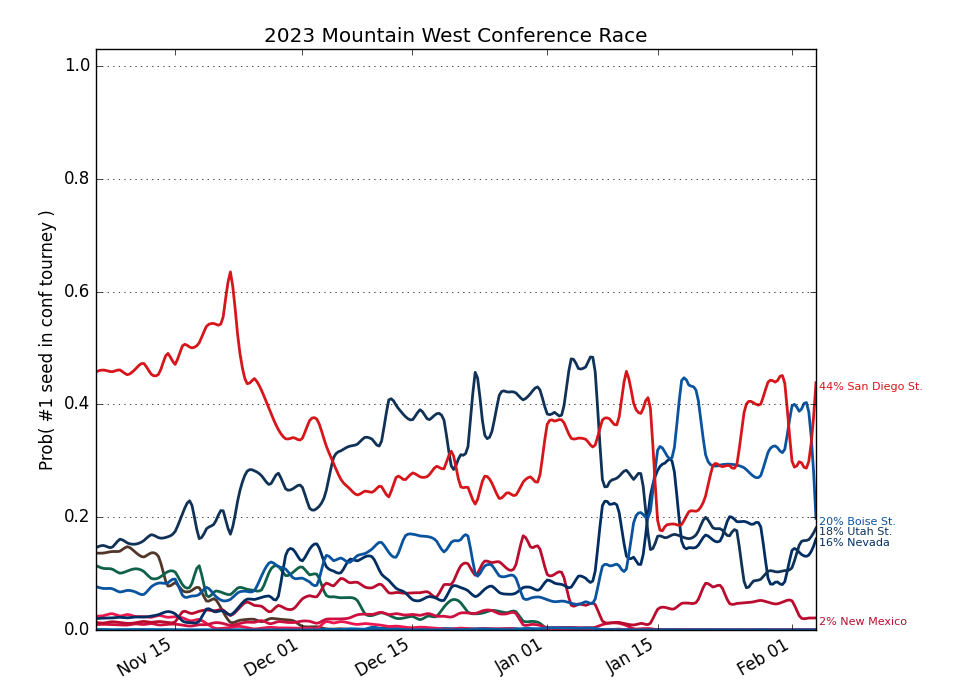 2023 Mountain West Conference Race
Prob( #1 seed in conf tourney )
1.0
0.8
0.6
0.4
0.2
0.0
44% San Diego St.
20% Boise St.
18% Utah St.
16% Nevada
2% New Mexico
Nov 15
Dec 01
Dec 15
Jan 01
Jan 15
Feb 01